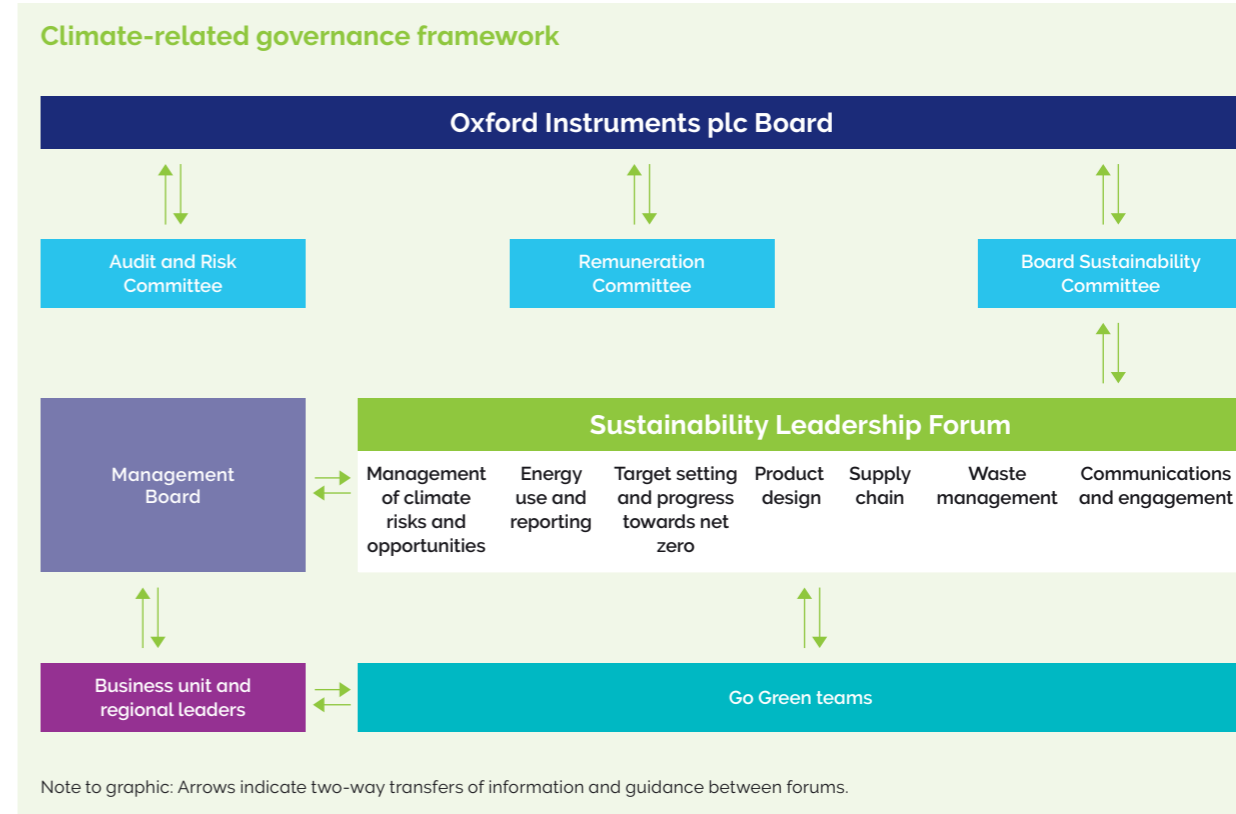 Climate-related governance framework
Oxford Instruments plc Board
Audit and Risk
Committee
Remuneration
Committee
Board Sustainability
Committee
Management
Board
Sustainability Leadership Forum
Management
of climate
risks and
opportunities
Energy
use and
reporting
Target setting
and progress
towards net
zero
Product
design
Supply
chain
Waste
management
Communications
and engagement
Business unit and
regional leaders
Go Green teams
Note to graphic: Arrows indicate two-way transfers of information and guidance between forums.